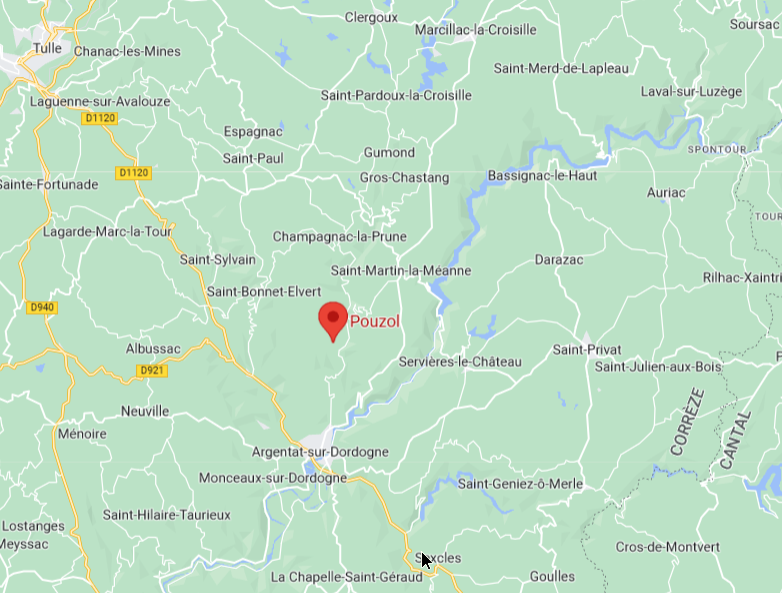 Clergoux
Soursac
Marcillac-la-Croisille
Tulle
Chanac-les-Mines
Saint-Merd-de-Lapleau
Laval-sur-Luzège
Saint-Pardoux-la-Croisille
Laguenne-sur-Avalouze
D1120
Espagnac
SPONTOUR
Gumond
Saint-Paul
D1120
Gros-Chastang
Bassignac-le-Haut
Sainte-Fortunade
Auriac
TOUR
Lagarde-Marc-la-Tour
Champagnac-la-Prune
Saint-Sylvain
Darazac
Saint-Martin-la-Méanne
Rilhac-Xaintri
Saint-Bonnet-Elvert
D940
Pouzol
Albussac
Saint-Privat
Servières-le-Château
Saint-Julien-aux-Bois
D921
Neuville
CORRÈZE
CANTAL
Ménoire
Argentat-sur-Dordogne
Monceaux-sur-Dordogne
Saint-Geniez-ô-Merle
Saint-Hilaire-Taurieux
Lostanges
Meyssac
Cros-de-Montvert
La Chapelle-Saint-Géraud
Goulles